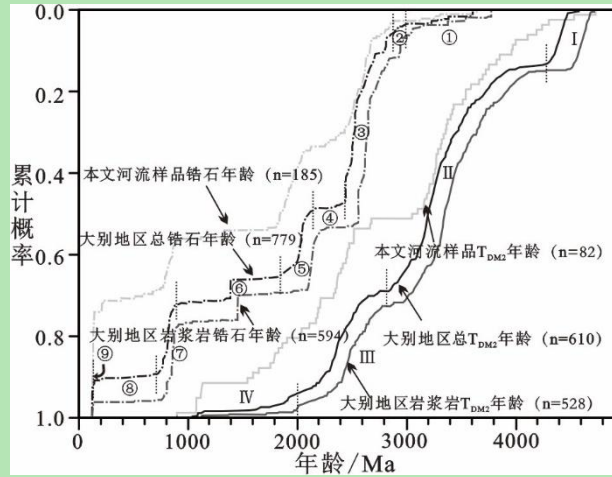 0.0
0.2
0.4
0.6
0.8
1.0
累计概率
0
1000
2000
3000
4000
年龄/Ma
①
②
③
④
⑤
⑥
⑦
⑧
⑨
I
II
III
IV
本文河流样品锆石年龄 (n=185)
大别地区总锆石年龄 (n=779)
大别地区岩浆岩锆石年龄 (n=594)
本文河流样品TDM2年龄 (n=82)
大别地区总TDM2年龄 (n=610)
大别地区岩浆岩TDM2年龄 (n=528)